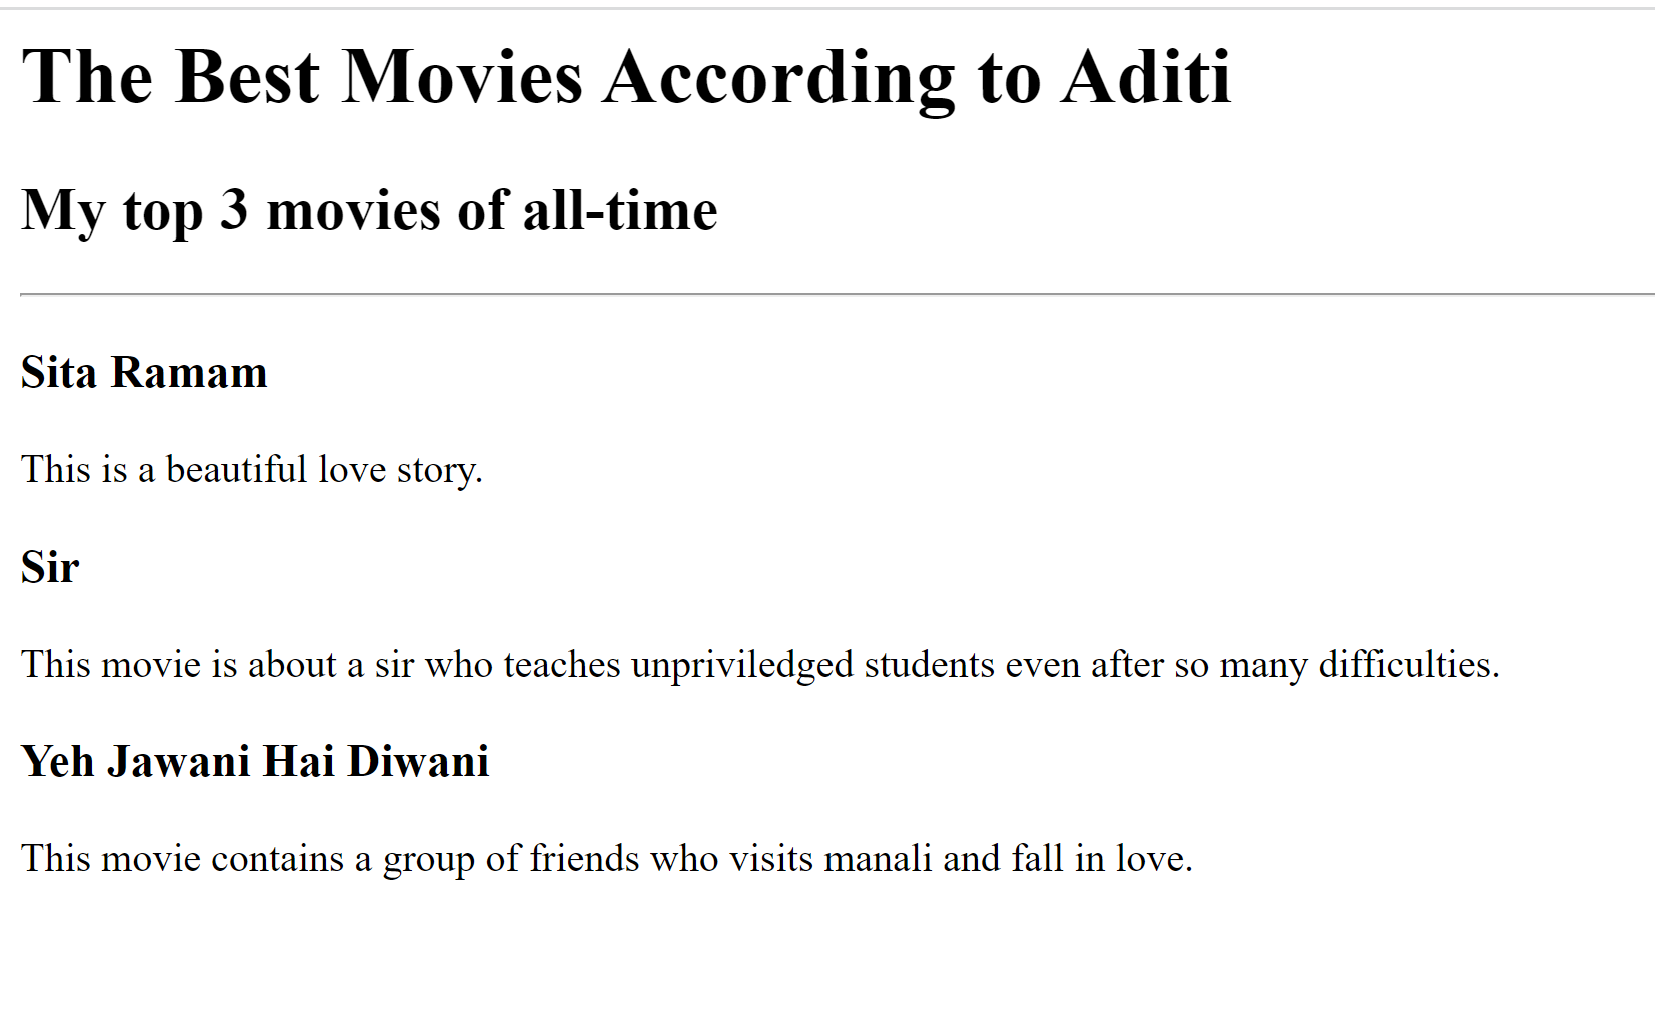 The Best Movies According to Aditi
My top 3 movies of all-time
Sita Ramam
This is a beautiful love story.
Sir
This movie is about a sir who teaches unpriviledged students even after so many difficulties.
Yeh Jawani Hai Diwani
This movie contains a group of friends who visits manali and fall in love.